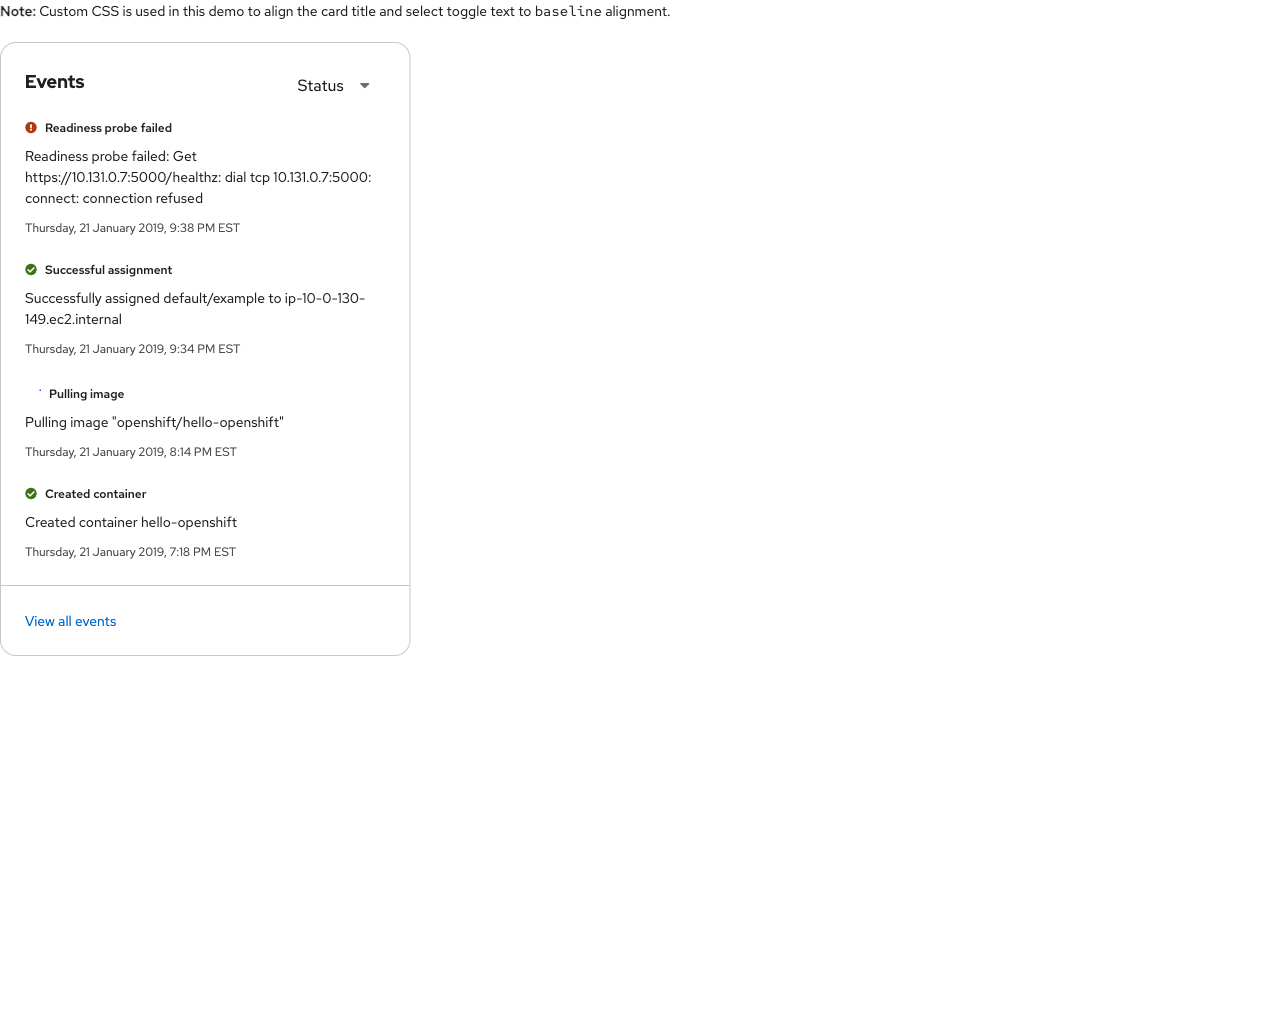 Note: Custom CSS is used in this demo to align the card title and select toggle text to baseline alignment.
Events
Status
Readiness probe failed
Readiness probe failed: Get
https://10.131.0.7:5000/healthz: dial tcp 10.131.0.7:5000:
connect: connection refused
Thursday, 21 January 2019, 9:38 PM EST
Successful assignment
Successfully assigned default/example to ip-10-0-130-
149.ec2.internal
Thursday, 21 January 2019, 9:34 PM EST
Pulling image
Pulling image "openshift/hello-openshift"
Thursday, 21 January 2019, 8:14 PM EST
Created container
Created container hello-openshift
Thursday, 21 January 2019, 7:18 PM EST
View all events